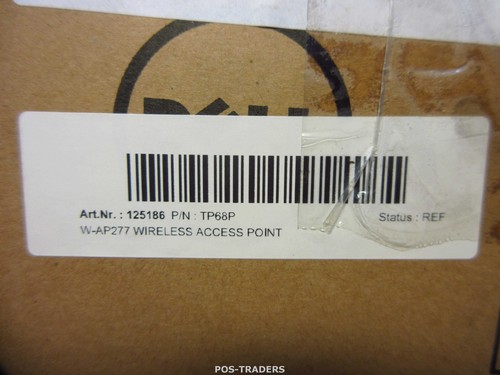 DELL
Art.Nr. : 125186 P/N : TP68P Status : REF
W-AP277 WIRELESS ACCESS POINT
POS-TRADERS